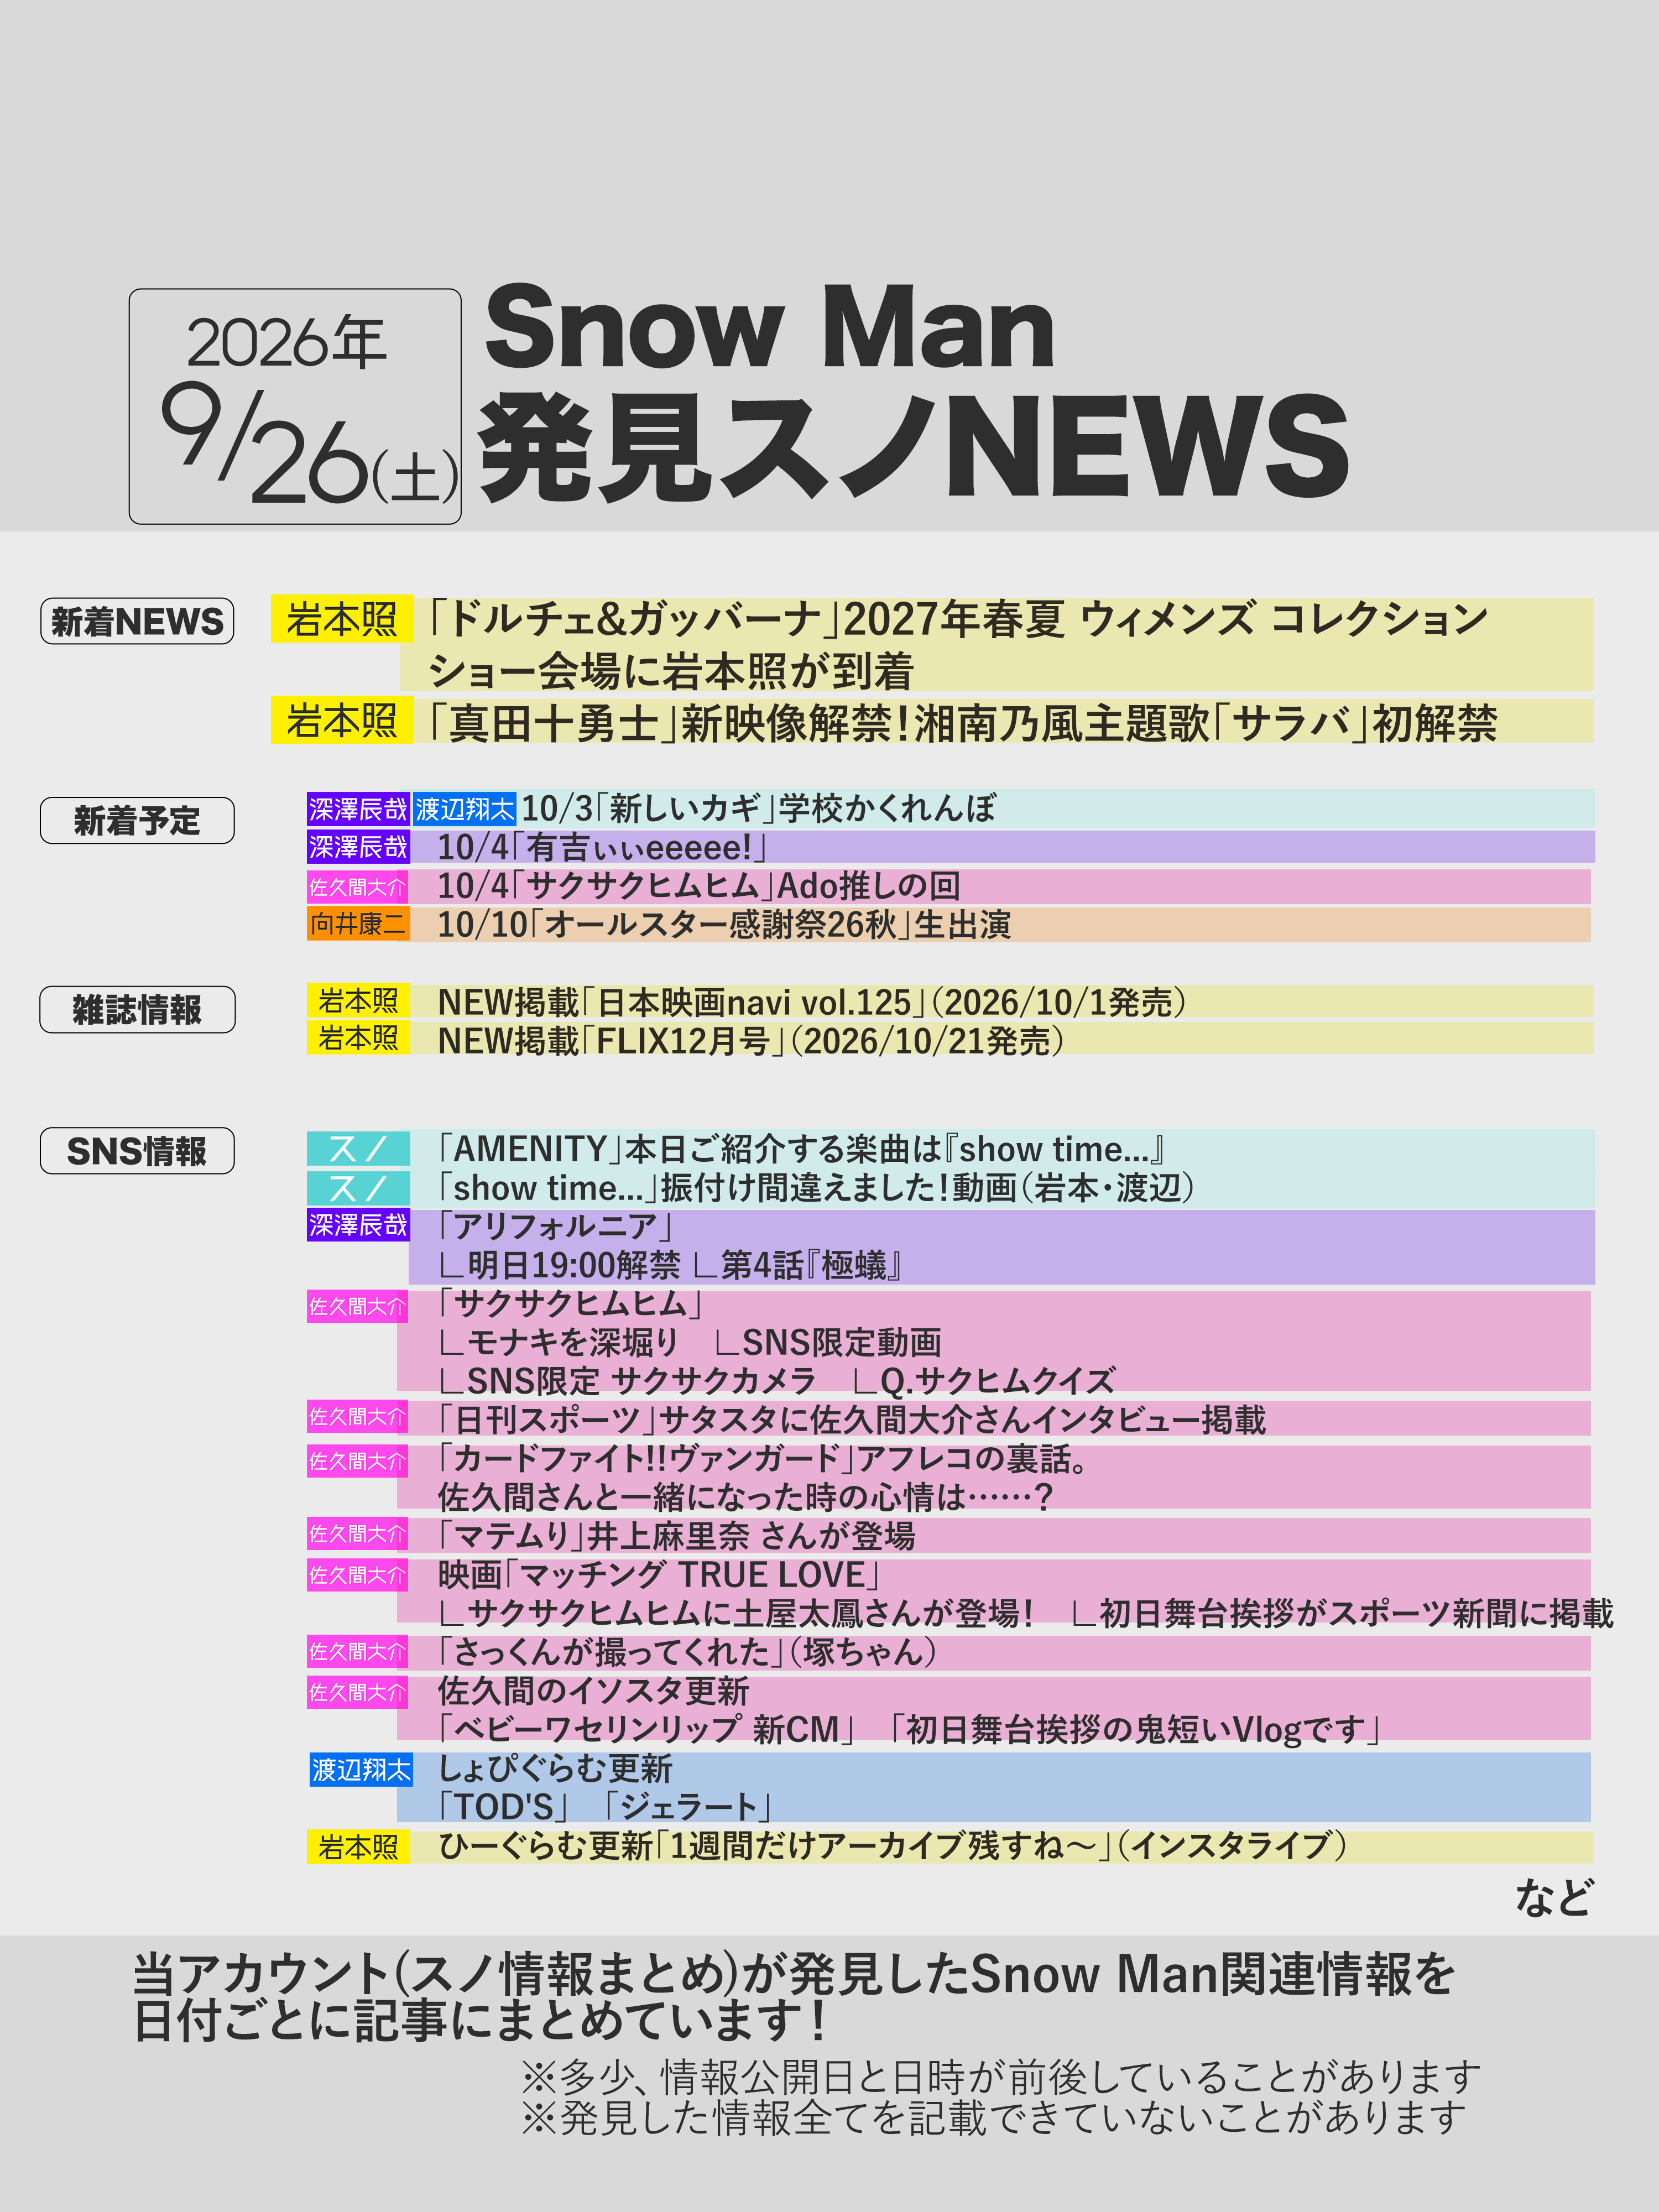 2026年
9/26(土)
Snow Man
発見スノNEWS
新着NEWS
岩本照 「ドルチェ&ガッバーナ」2027年春夏 ウィメンズ コレクション
ショー会場に岩本照が到着
岩本照 「真田十勇士」新映像解禁!湘南乃風主題歌「サラバ」初解禁
新着予定
深澤辰哉 渡辺翔太 10/3「新しいカギ」学校かくれんぼ
深澤辰哉 10/4「有吉ぃぃeeeee!」
佐久間大介 10/4「サクサクヒムヒム」Ado推しの回
向井康二 10/10「オールスター感謝祭26秋」生出演
雑誌情報
岩本照 NEW掲載「日本映画navi vol.125」(2026/10/1発売)
岩本照 NEW掲載「FLIX12月号」(2026/10/21発売)
SNS情報
スノ 「AMENITY」本日ご紹介する楽曲は『show time...』
スノ 「show time...」振付け間違えました!動画(岩本・渡辺)
深澤辰哉 「アリフォルニア」
∟明日19:00解禁 ∟第4話『極蟻』
佐久間大介 「サクサクヒムヒム」
∟モナキを深堀り ∟SNS限定動画
∟SNS限定 サクサクカメラ ∟Q.サクヒムクイズ
佐久間大介 「日刊スポーツ」サタスタに佐久間大介さんインタビュー掲載
佐久間大介 「カードファイト!!ヴァンガード」アフレコの裏話。
佐久間さんと一緒になった時の心情は……?
佐久間大介 「マテムり」井上麻里奈 さんが登場
佐久間大介 映画「マッチング TRUE LOVE」
∟サクサクヒムヒムに土屋太鳳さんが登場! ∟初日舞台挨拶がスポーツ新聞に掲載
佐久間大介 「さっくんが撮ってくれた」(塚ちゃん)
佐久間大介 佐久間のイソスタ更新
「ベビーワセリンリップ 新CM」 「初日舞台挨拶の鬼短いVlogです」
渡辺翔太 しょぴぐらむ更新
「TOD'S」 「ジェラート」
岩本照 ひーぐらむ更新「1週間だけアーカイブ残すね〜」(インスタライブ)
など
当アカウント(スノ情報まとめ)が発見したSnow Man関連情報を
日付ごとに記事にまとめています!
※多少、情報公開日と日時が前後していることがあります
※発見した情報全てを記載できていないことがあります